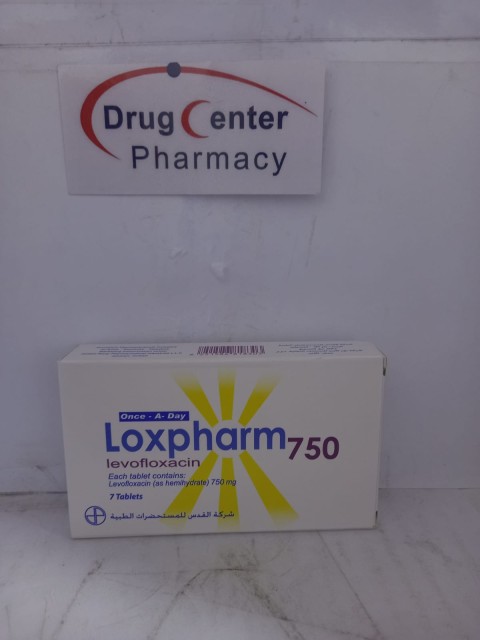 Drug Center
Pharmacy
Once - A - Day
Loxpharm 750
levofloxacin
Each tablet contains:
Levofloxacin (as hemihydrate) 750 mg
7 Tablets
شركة القدس للمستحضرات الطبية